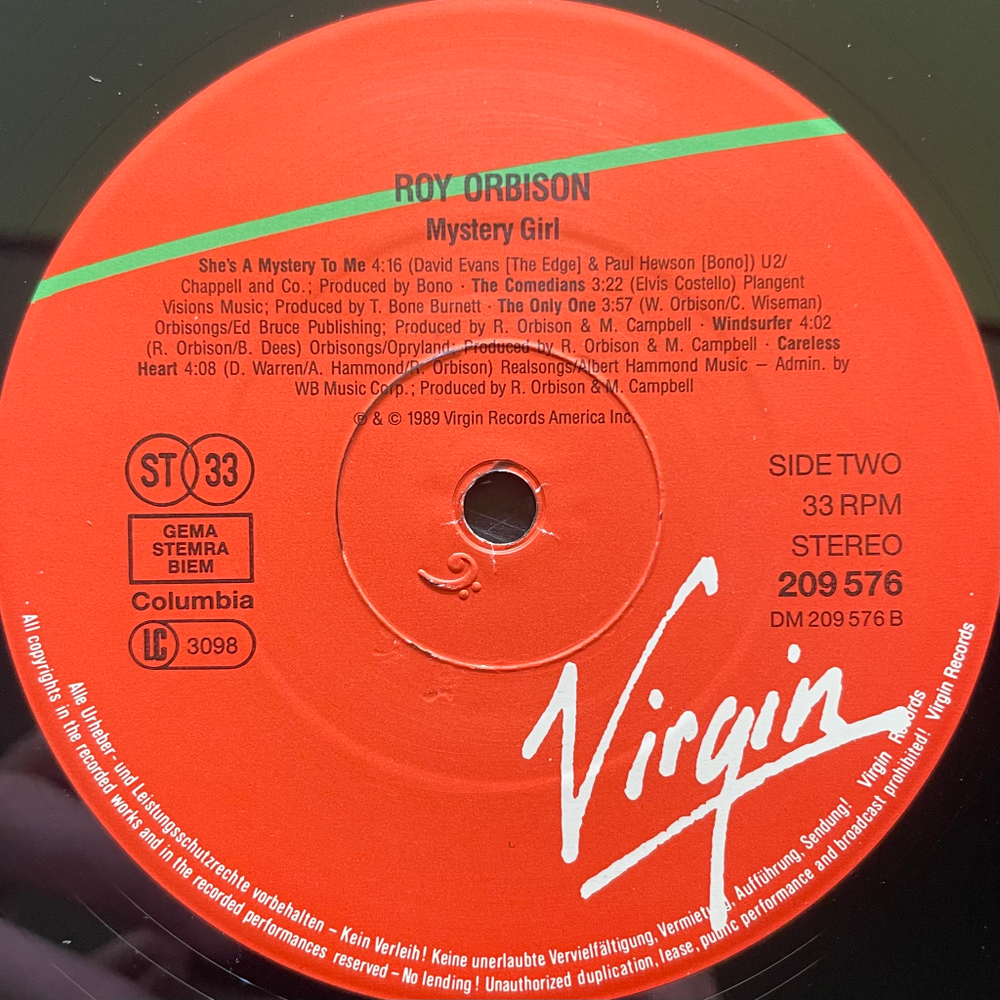 ROY ORBISON
Mystery Girl
She's A Mystery To Me 4:16 (David Evans [The Edge] & Paul Hewson [Bono]) U2/
Chappell and Co.; Produced by Bono · The Comedians 3:22 (Elvis Costello) Plangent
Visions Music; Produced by T. Bone Burnett · The Only One 3:57 (W. Orbison/C. Wiseman)
Orbisongs/Ed Bruce Publishing; Produced by R. Orbison & M. Campbell · Windsurfer 4:02
(R. Orbison/B. Dees) Orbisongs/Opryland; Produced by R. Orbison & M. Campbell · Careless
Heart 4:08 (D. Warren/A. Hammond/R. Orbison) Realsongs/Albert Hammond Music – Admin. by
WB Music Corp.; Produced by R. Orbison & M. Campbell
℗ & © 1989 Virgin Records America Inc.
ST 33
GEMA
STEMRA
BIEM
Columbia
LC 3098
SIDE TWO
33 RPM
STEREO
209 576
DM 209 576 B
Virgin
Alle Urheber- und Leistungsschutzrechte vorbehalten – Kein Verleih! Keine unerlaubte Vervielfältigung, Vermietung, Aufführung, Sendung! Virgin Records
All copyrights in the recorded works and in the recorded performances reserved – No lending! Unauthorized duplication, lease, public performance and broadcast prohibited! Virgin Records